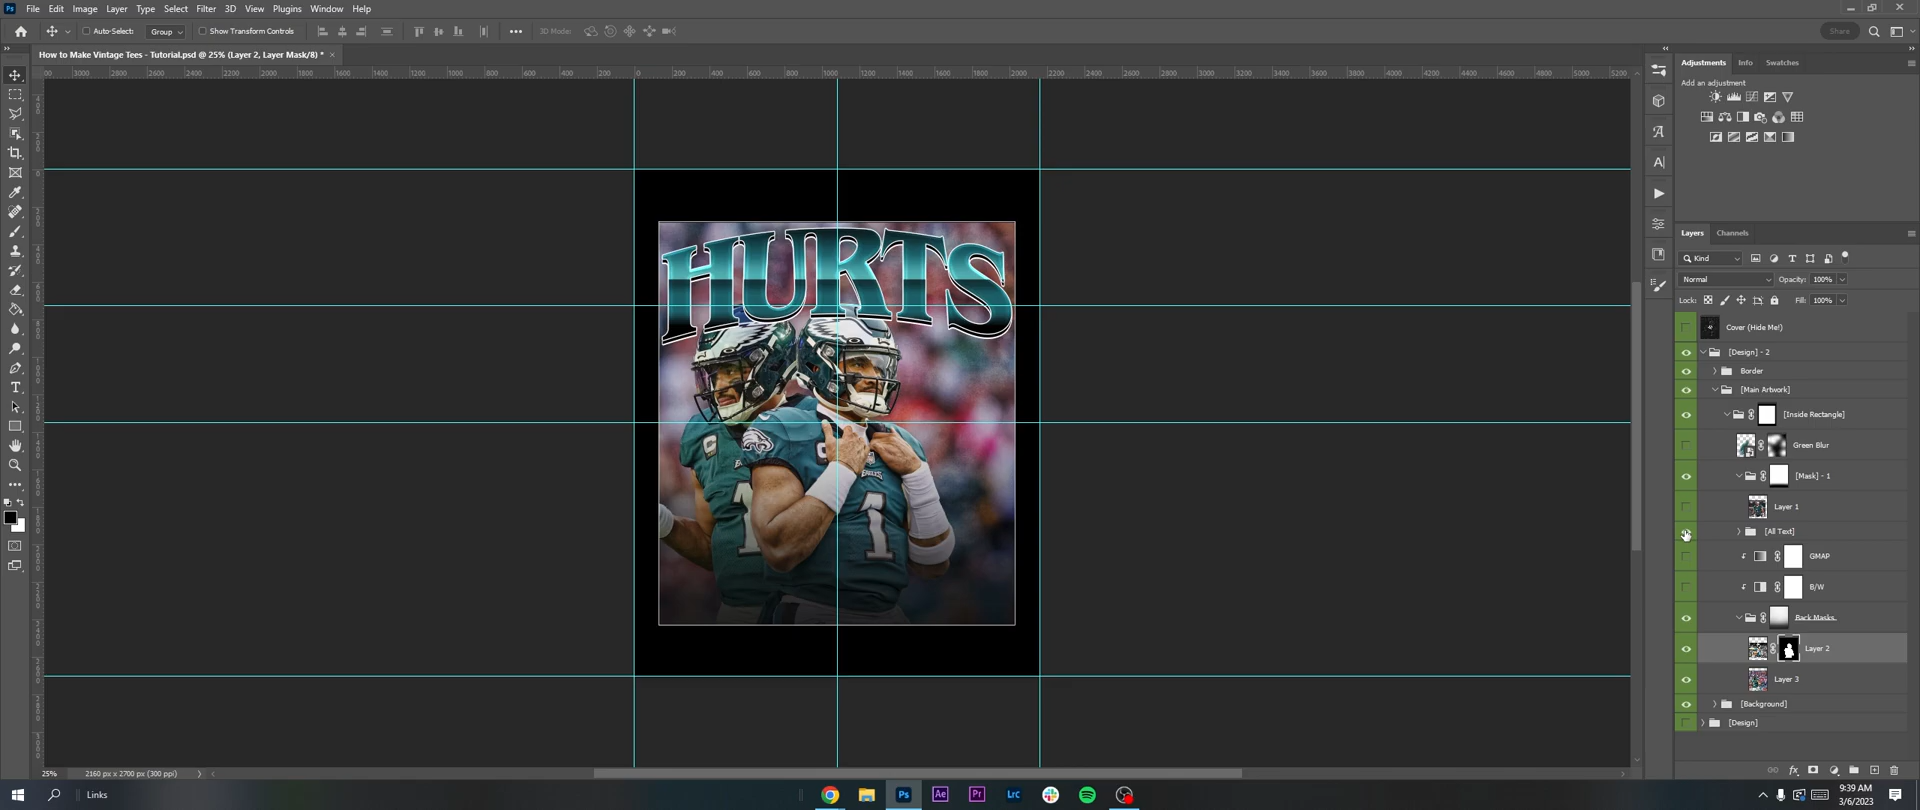 File Edit Image Layer Type Select Filter 3D View Plugins Window Help
Auto-Select: Group Show Transform Controls 3D Mode: Share
How to Make Vintage Tees - Tutorial.psd @ 25% (Layer 2, Layer Mask/8) *
Adjustments Info Swatches
Add an adjustment
Layers Channels
Kind
Normal Opacity: 100%
Lock: Fill: 100%
Cover (Hide Me!)
[Design] - 2
Border
[Main Artwork]
[Inside Rectangle]
Green Blur
[Mask] - 1
Layer 1
[All Text]
GMAP
B/W
Back Masks
Layer 2
Layer 3
[Background]
[Design]
HURTS
EAGLES
1
1
25% 2160 px x 2700 px (300 ppi)
Links
9:39 AM
3/6/2023